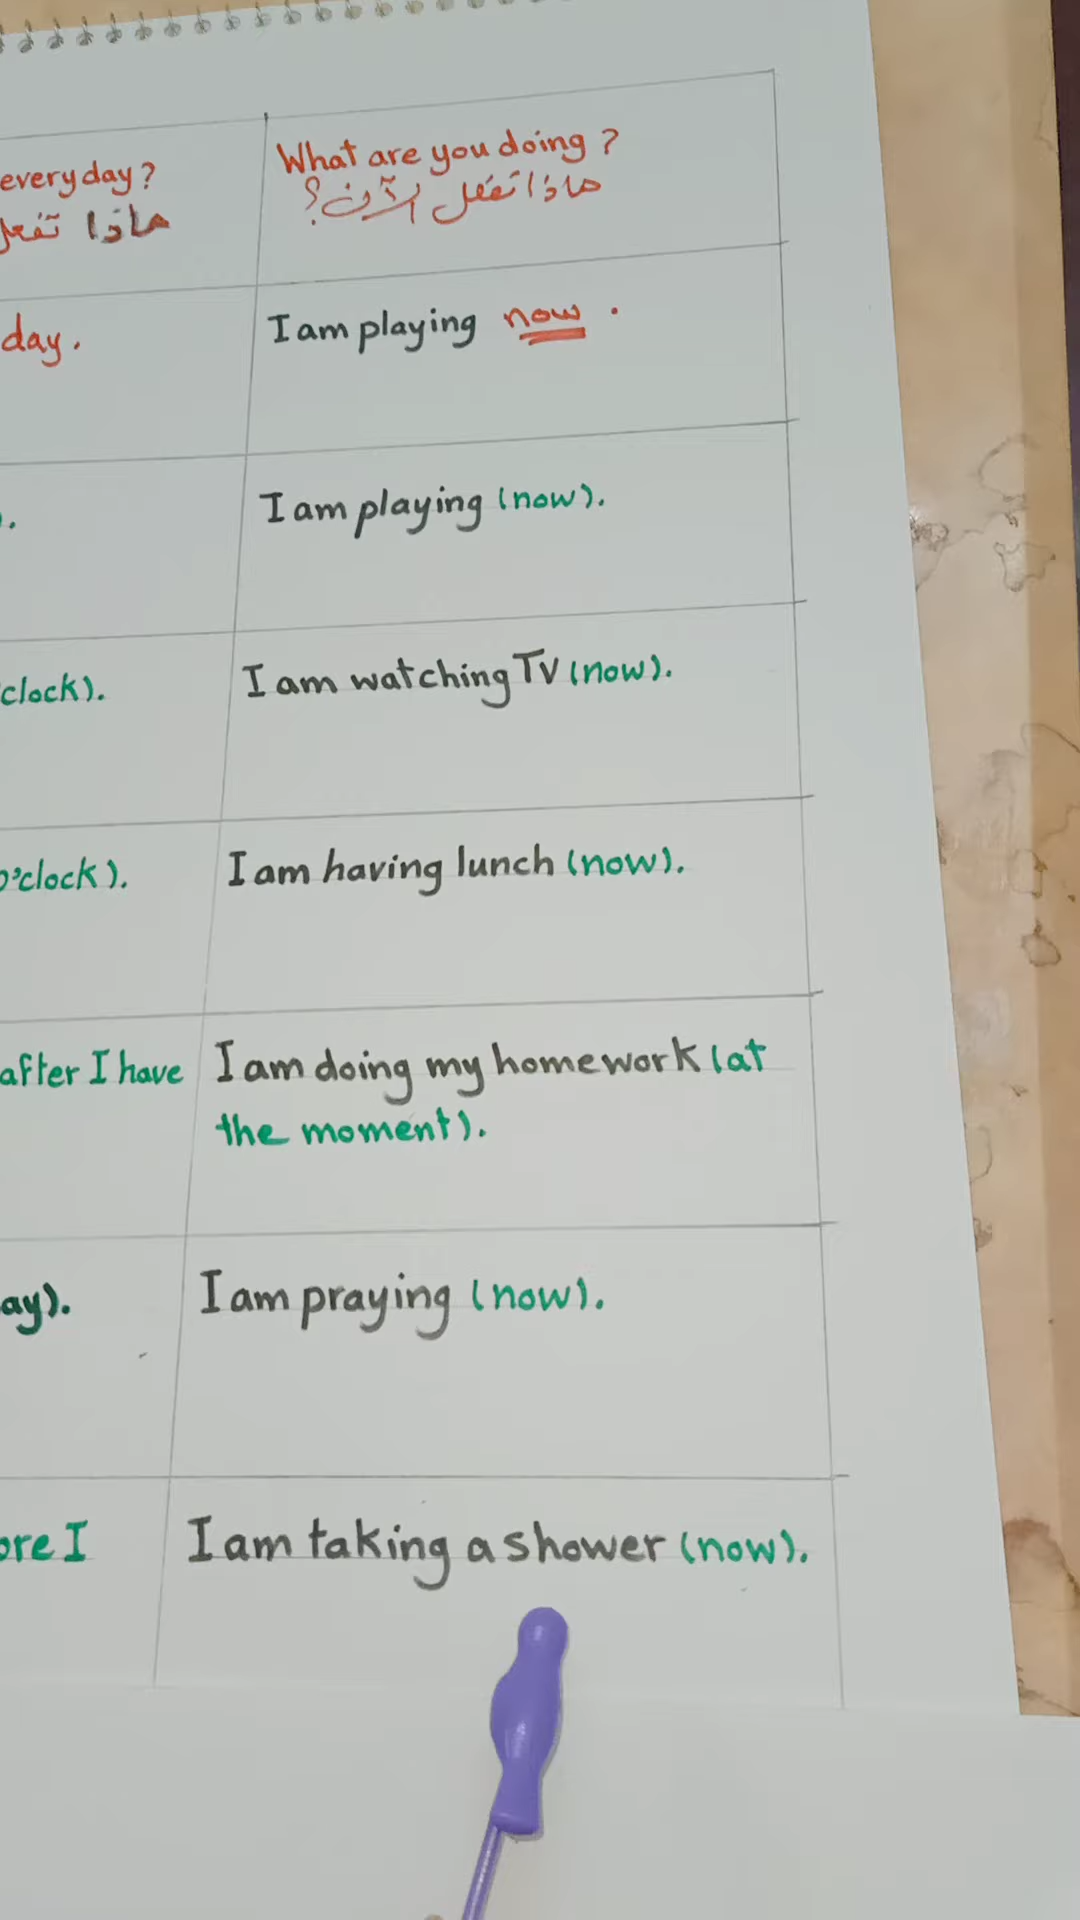 everyday?
ماذا تفعل
What are you doing ?
ماذا تفعل الآن؟
day.
I am playing now .
).
I am playing (now).
clock).
I am watching TV (now).
o'clock).
I am having lunch (now).
after I have
I am doing my homework (at
the moment).
ay).
I am praying (now).
ore I
I am taking a shower (now).